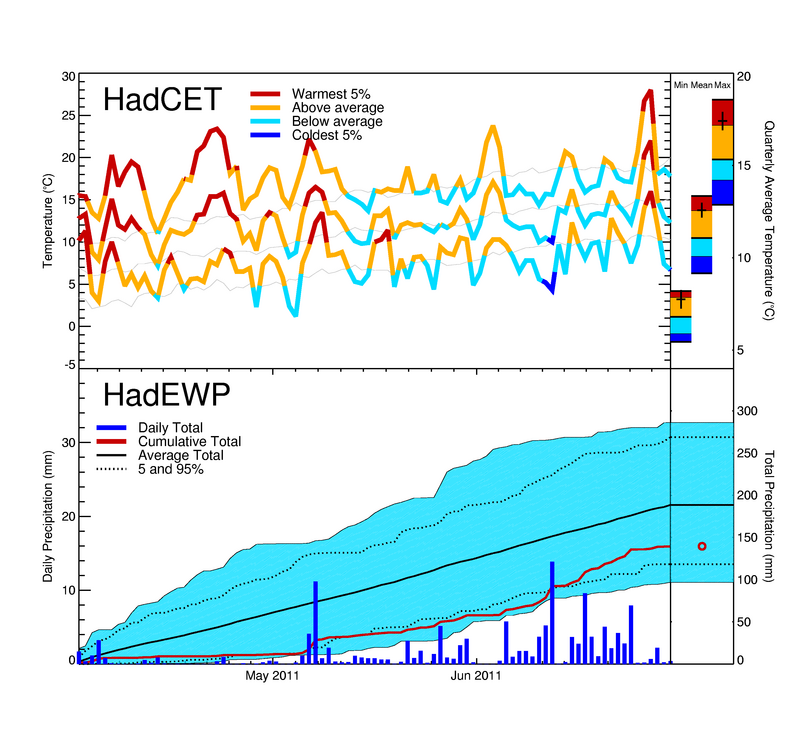 HadCET
Warmest 5%
Above average
Below average
Coldest 5%
Temperature (°C)
30
25
20
15
10
5
0
-5
Min Mean Max
20
15
10
5
Quarterly Average Temperature (°C)
HadEWP
Daily Total
Cumulative Total
Average Total
5 and 95%
Daily Precipitation (mm)
30
20
10
0
300
250
200
150
100
50
0
Total Precipitation (mm)
May 2011
Jun 2011